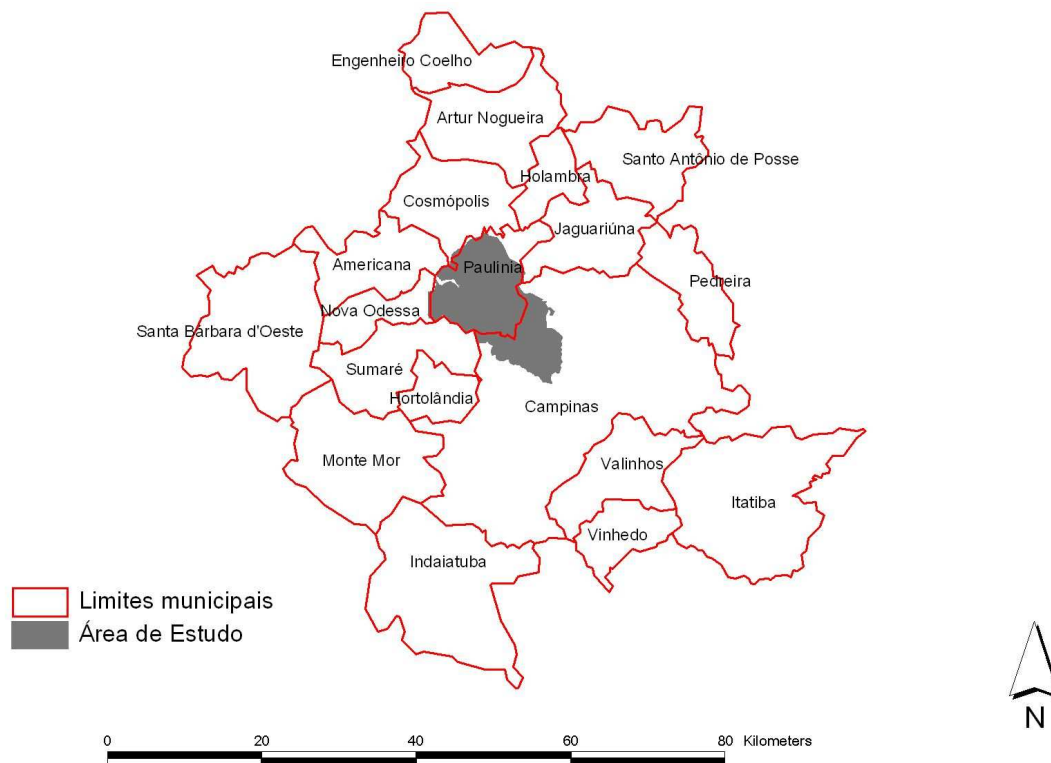 Engenheiro Coelho
Artur Nogueira
Santo Antônio de Posse
Holambra
Cosmópolis
Jaguariúna
Americana
Paulínia
Pedreira
Nova Odessa
Santa Bárbara d'Oeste
Sumaré
Hortolândia
Campinas
Monte Mor
Valinhos
Itatiba
Vinhedo
Indaiatuba
Limites municipais
Área de Estudo
N
0 20 40 60 80 Kilometers